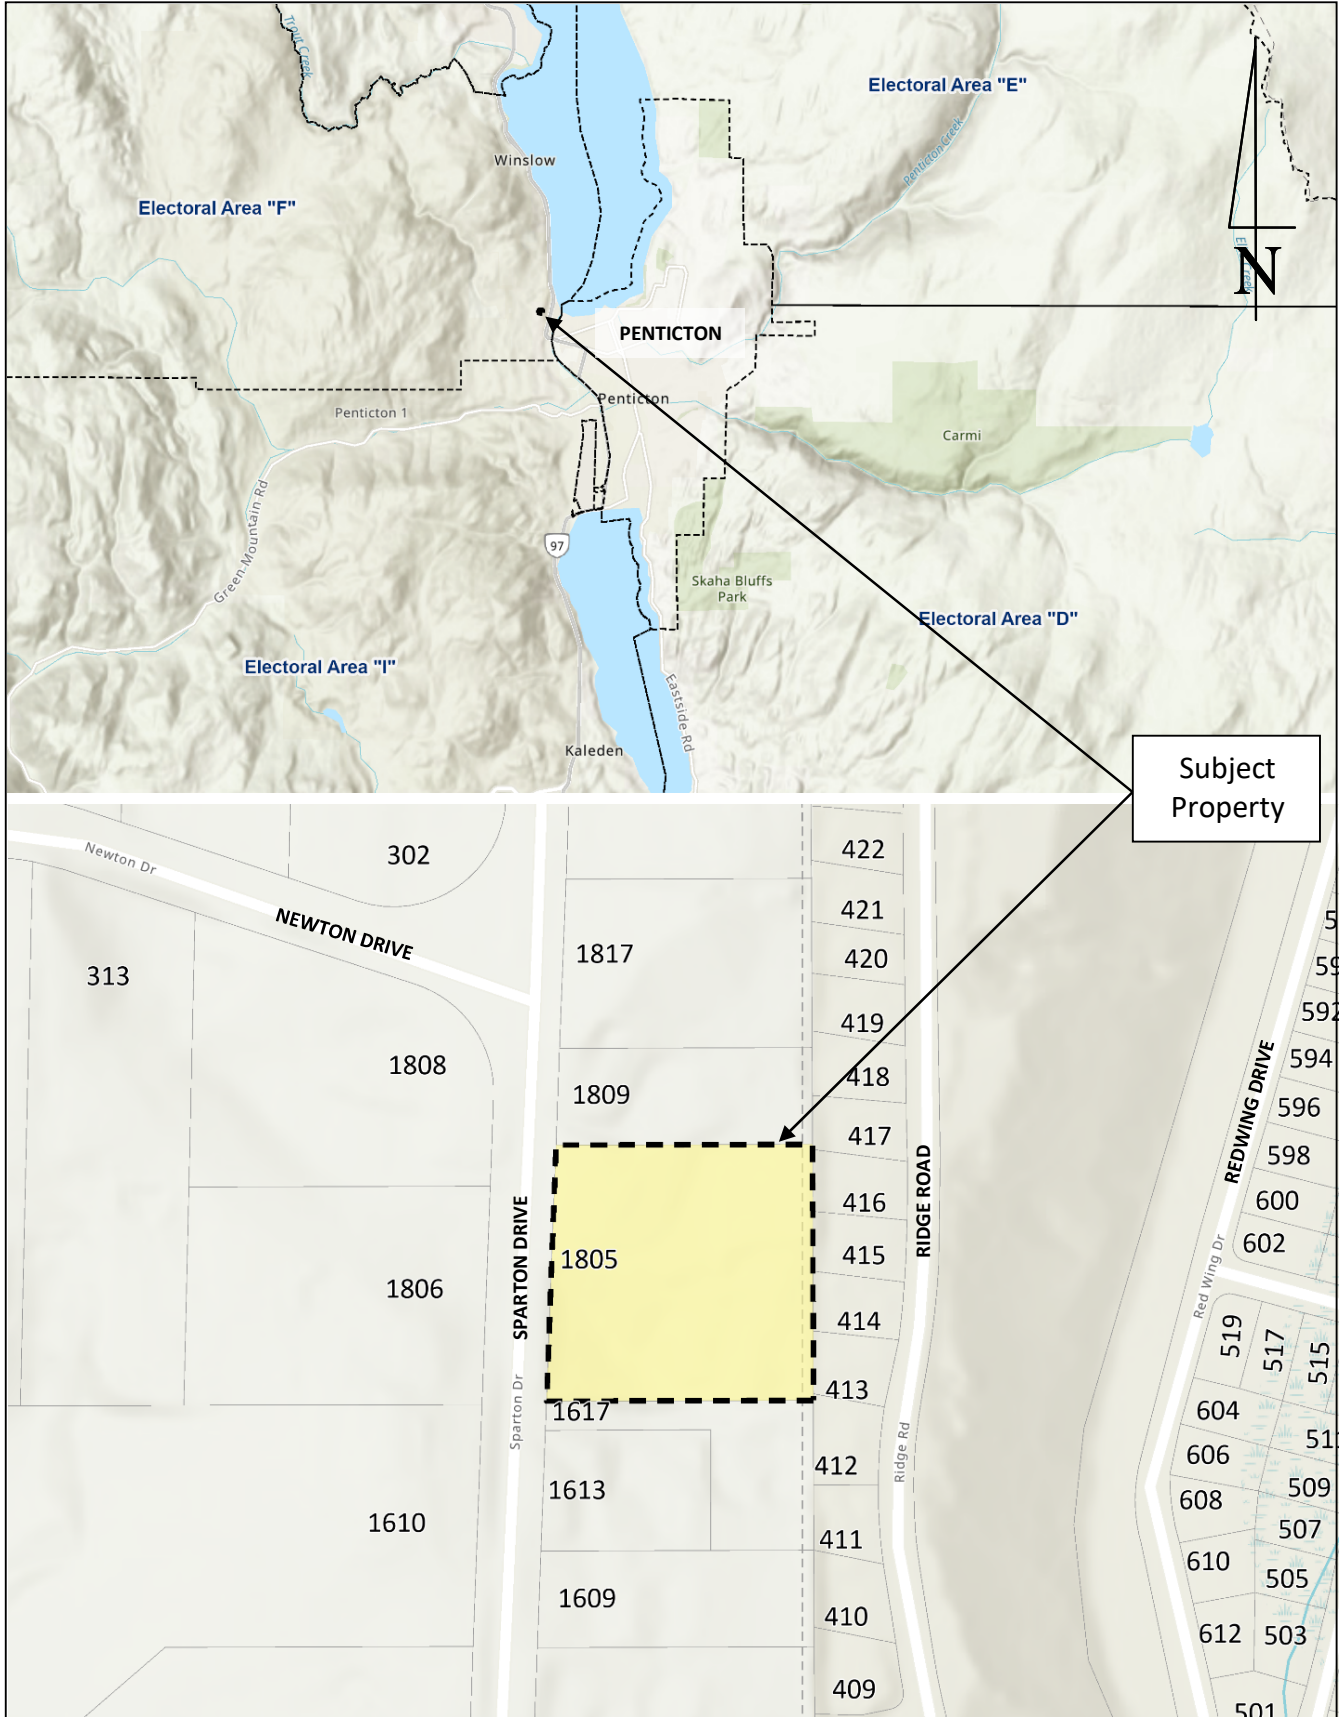 Trout Creek
Electoral Area "E"
Penticton Creek
Winslow
Electoral Area "F"
N
PENTICTON
Penticton
Penticton 1
Carmi
Green Mountain Rd
97
Skaha Bluffs
Park
Electoral Area "D"
Electoral Area "I"
Eastside Rd
Kaleden
Subject
Property
Newton Dr
302
422
NEWTON DRIVE
421
1817
420
313
419
592
1808
418
594
1809
REDWING DRIVE
596
417
598
416
600
RIDGE ROAD
602
415
1805
SPARTON DRIVE
1806
Red Wing Dr
414
519
517
515
413
1617
604
Sparton Dr
Ridge Rd
606
412
1613
509
608
1610
507
411
610
505
1609
410
612
503
409
501